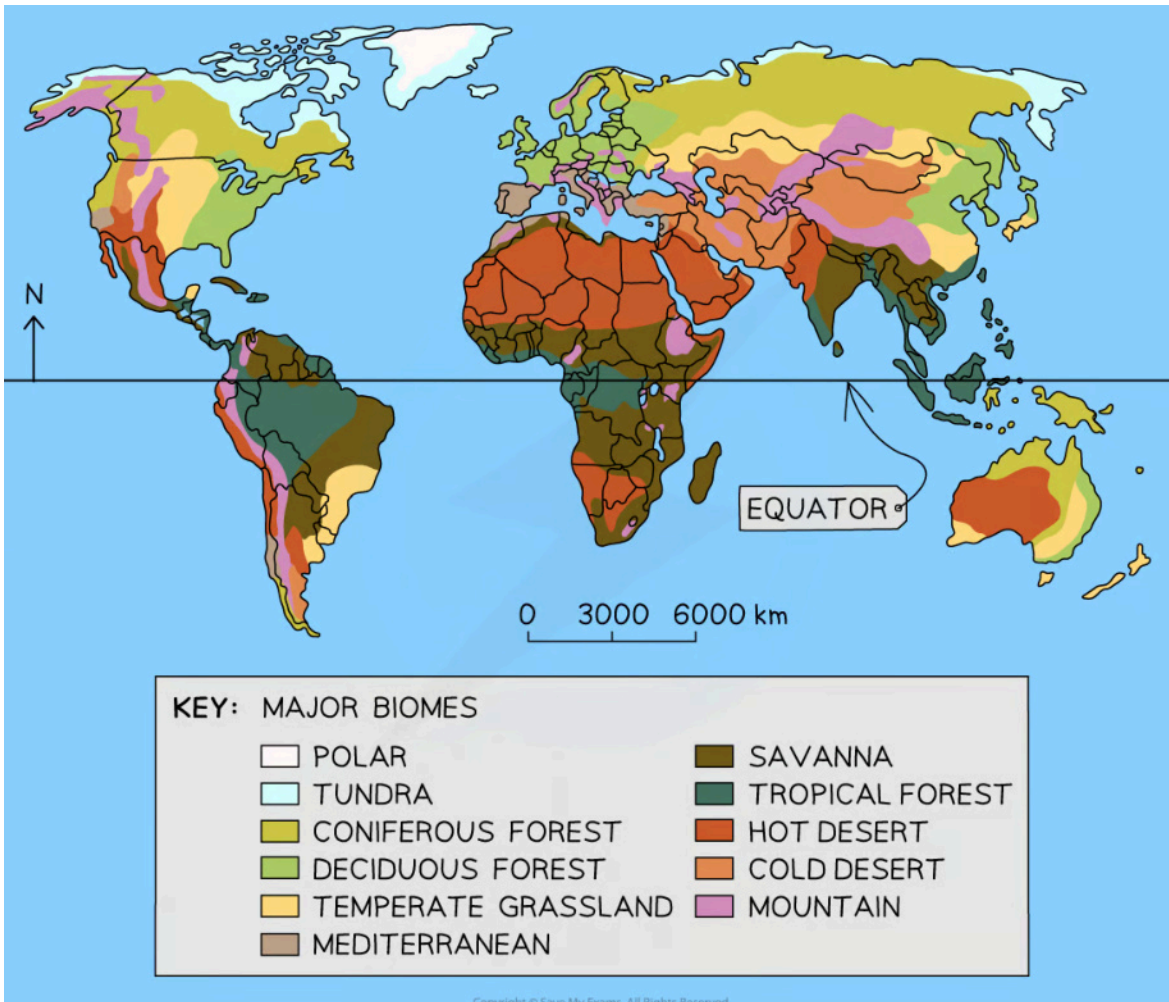 N
EQUATOR
0 3000 6000 km
KEY: MAJOR BIOMES
POLAR
TUNDRA
CONIFEROUS FOREST
DECIDUOUS FOREST
TEMPERATE GRASSLAND
MEDITERRANEAN
SAVANNA
TROPICAL FOREST
HOT DESERT
COLD DESERT
MOUNTAIN